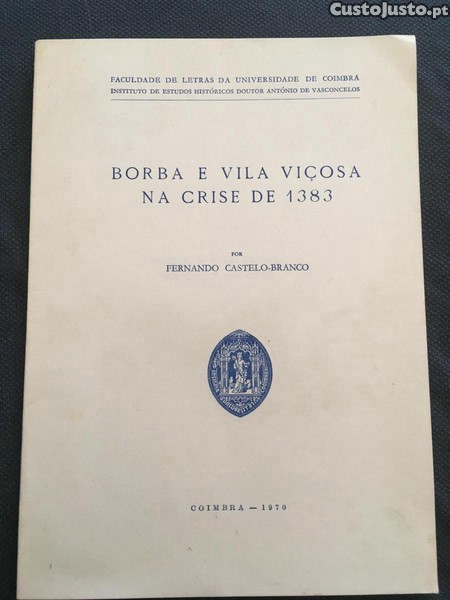 CustoJusto.pt
FACULDADE DE LETRAS DA UNIVERSIDADE DE COIMBRA
INSTITUTO DE ESTUDOS HISTÓRICOS DOUTOR ANTÓNIO DE VASCONCELOS
BORBA E VILA VIÇOSA
NA CRISE DE 1383
POR
FERNANDO CASTELO-BRANCO
COIMBRA — 1970